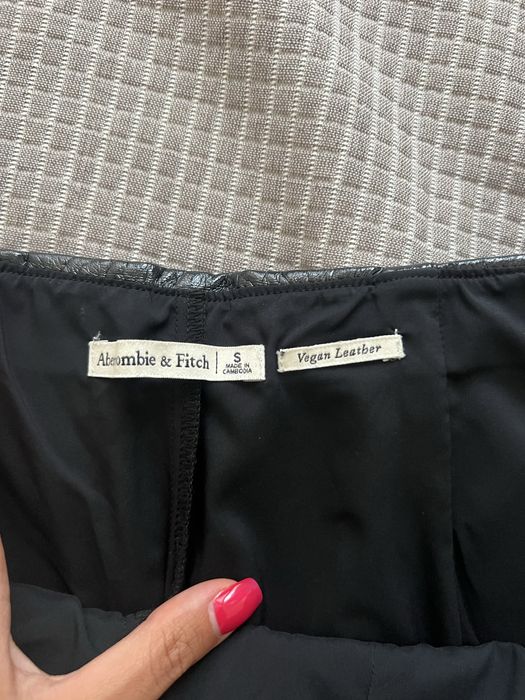 Abercrombie & Fitch
S
MADE IN
CAMBODIA
Vegan Leather